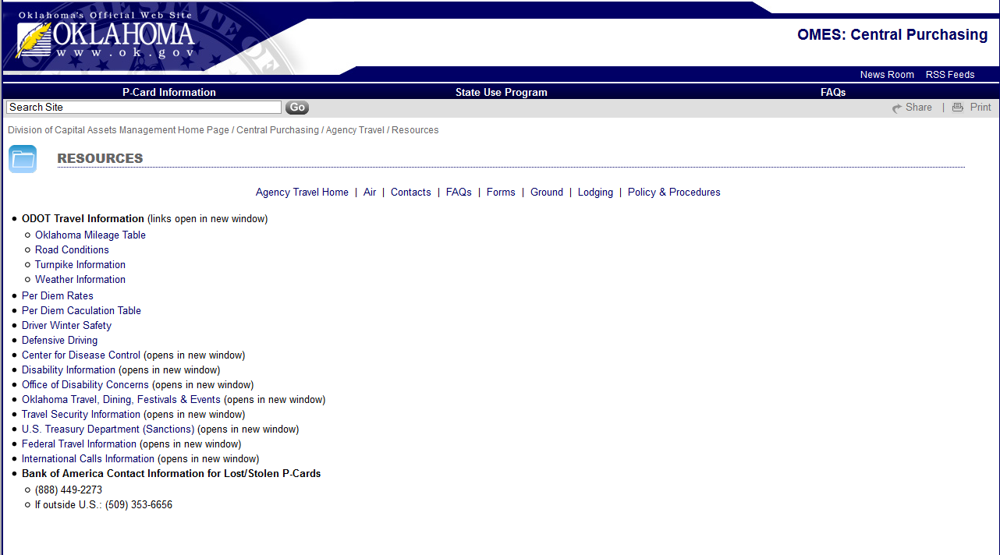 Oklahoma's Official Web Site
OKLAHOMA
www.ok.gov
OMES: Central Purchasing
News Room RSS Feeds
P-Card Information State Use Program FAQs
Search Site Go Share | Print
Division of Capital Assets Management Home Page / Central Purchasing / Agency Travel / Resources
RESOURCES
Agency Travel Home | Air | Contacts | FAQs | Forms | Ground | Lodging | Policy & Procedures
ODOT Travel Information (links open in new window)
Oklahoma Mileage Table
Road Conditions
Turnpike Information
Weather Information
Per Diem Rates
Per Diem Caculation Table
Driver Winter Safety
Defensive Driving
Center for Disease Control (opens in new window)
Disability Information (opens in new window)
Office of Disability Concerns (opens in new window)
Oklahoma Travel, Dining, Festivals & Events (opens in new window)
Travel Security Information (opens in new window)
U.S. Treasury Department (Sanctions) (opens in new window)
Federal Travel Information (opens in new window)
International Calls Information (opens in new window)
Bank of America Contact Information for Lost/Stolen P-Cards
(888) 449-2273
If outside U.S.: (509) 353-6656